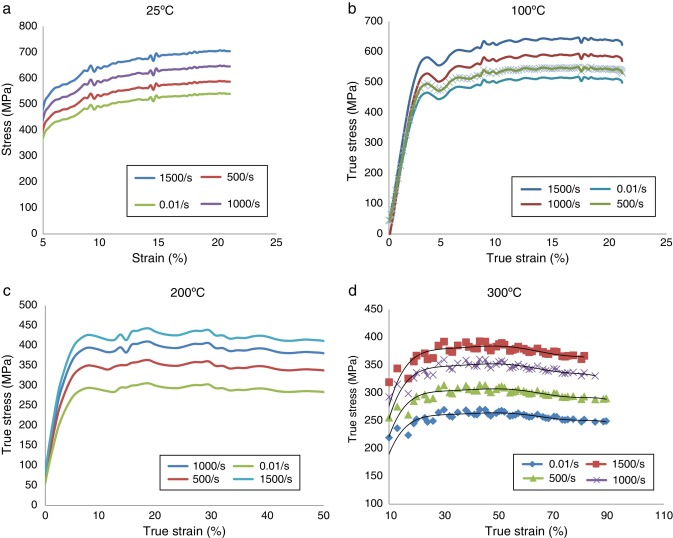 a
25°C
Stress (MPa)
800
700
600
500
400
300
200
100
0
1500/s
500/s
0.01/s
1000/s
5
5
10
15
20
25
Strain (%)
b
100°C
True stress (MPa)
700
600
500
400
300
200
100
0
1500/s
0.01/s
1000/s
500/s
0
5
10
15
20
25
True strain (%)
c
200°C
True stress (MPa)
500
450
400
350
300
250
200
150
100
50
0
1000/s
0.01/s
500/s
1500/s
0
10
20
30
40
50
True strain (%)
d
300°C
True stress (MPa)
450
400
350
300
250
200
150
100
0.01/s
1500/s
500/s
1000/s
10
30
50
70
90
110
True strain (%)